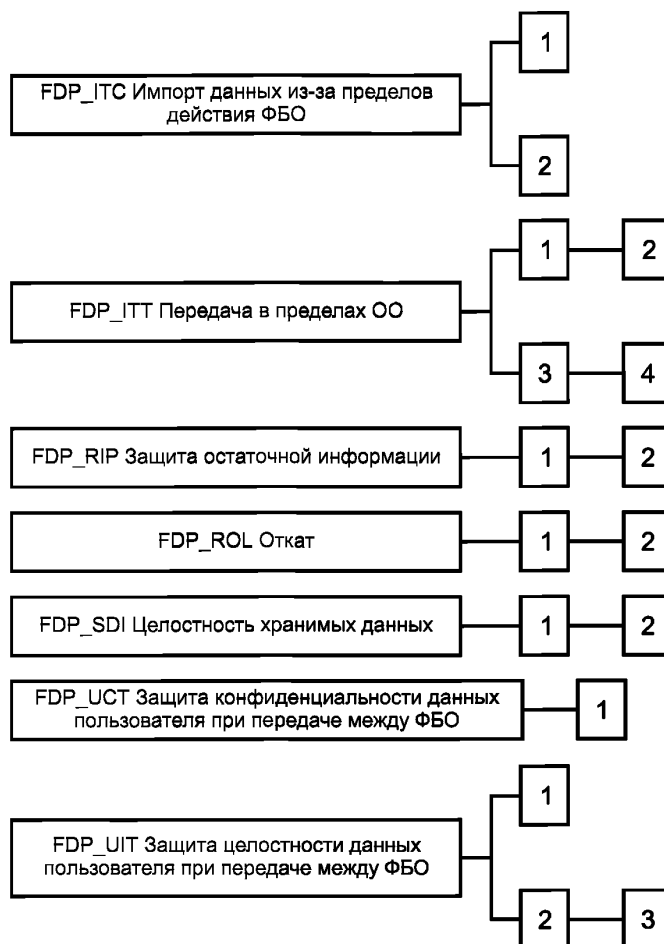 1
FDP_ITC Импорт данных из-за пределов
действия ФБО
2
1 2
FDP_ITT Передача в пределах ОО
3 4
FDP_RIP Защита остаточной информации 1 2
FDP_ROL Откат 1 2
FDP_SDI Целостность хранимых данных 1 2
FDP_UCT Защита конфиденциальности данных
пользователя при передаче между ФБО 1
1
FDP_UIT Защита целостности данных
пользователя при передаче между ФБО
2 3